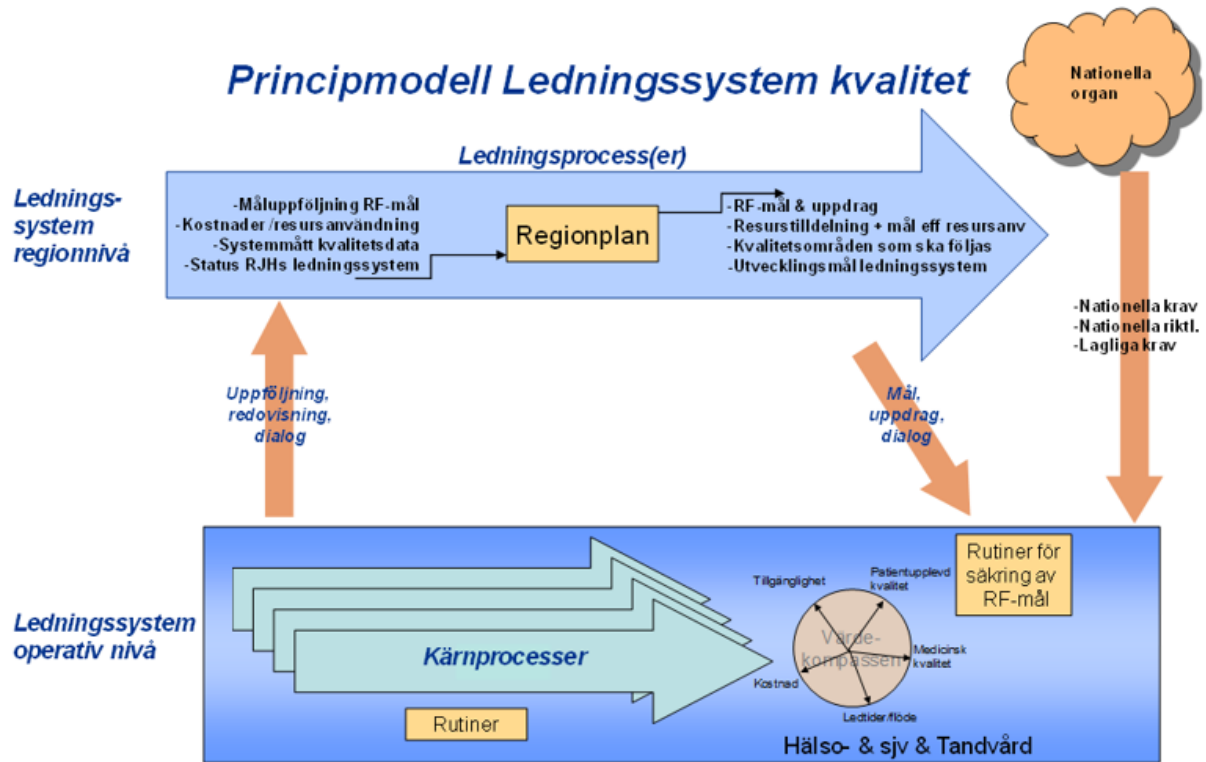 Principmodell Ledningssystem kvalitet
Nationella
organ
Ledningsprocess(er)
Lednings-
system
regionnivå
-Måluppföljning RF-mål
-Kostnader/resursanvändning
-Systemmått kvalitetsdata
-Status RJHs ledningssystem
Regionplan
-RF-mål & uppdrag
-Resurstilldelning + mål eff resursanv
-Kvalitetsområden som ska följas
-Utvecklingsmål ledningssystem
-Nationella krav
-Nationella riktl.
-Lagliga krav
Uppföljning,
redovisning,
dialog
Mål,
uppdrag,
dialog
Ledningssystem
operativ nivå
Kärnprocesser
Rutiner
Tillgänglighet
Patientupplevd
kvalitet
Värde-
kompassen
Medicinsk
kvalitet
Kostnad
Ledtider/flöde
Rutiner för
säkring av
RF-mål
Hälso- & sjv & Tandvård